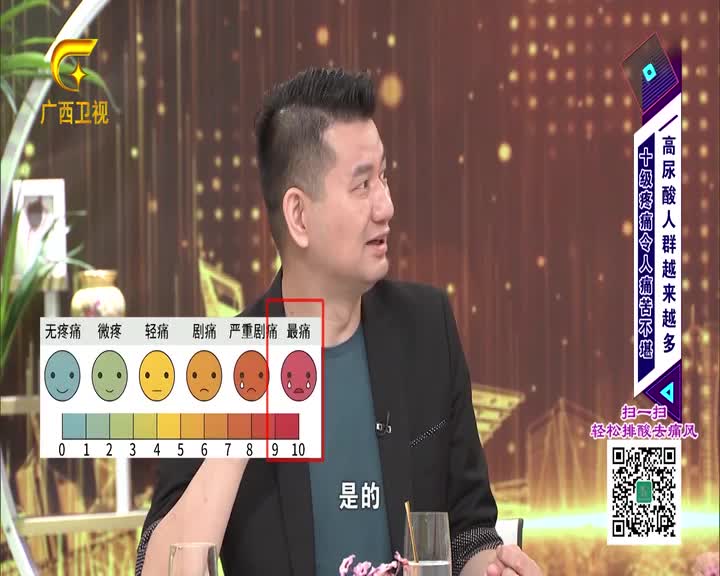 广西卫视
高尿酸人群越来越多
十级疼痛令人痛苦不堪
无疼痛 微疼 轻痛 剧痛 严重剧痛 最痛
0 1 2 3 4 5 6 7 8 9 10
扫一扫
轻松排酸去痛风
是的